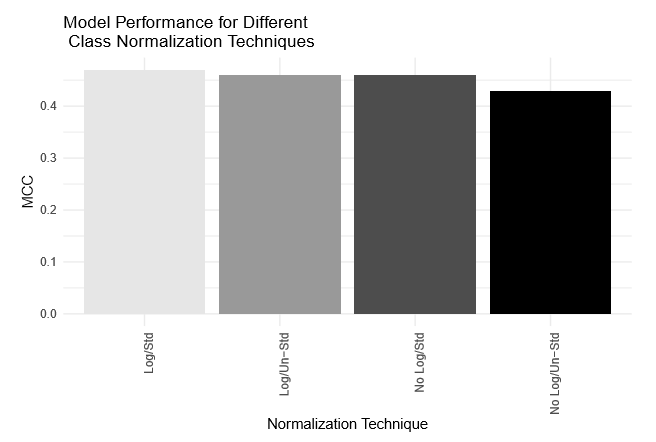 Model Performance for Different
Class Normalization Techniques
MCC
0.4
0.3
0.2
0.1
0.0
Log/Std
Log/Un−Std
No Log/Std
No Log/Un−Std
Normalization Technique